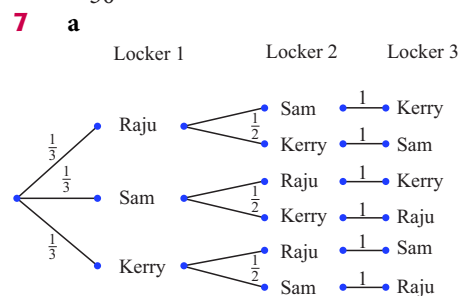 30
7 a
Locker 1 Locker 2 Locker 3
1/3 Raju 1/2 Sam 1 Kerry
Kerry 1 Sam
1/3 Sam 1/2 Raju 1 Kerry
Kerry 1 Raju
1/3 Kerry 1/2 Raju 1 Sam
Sam 1 Raju